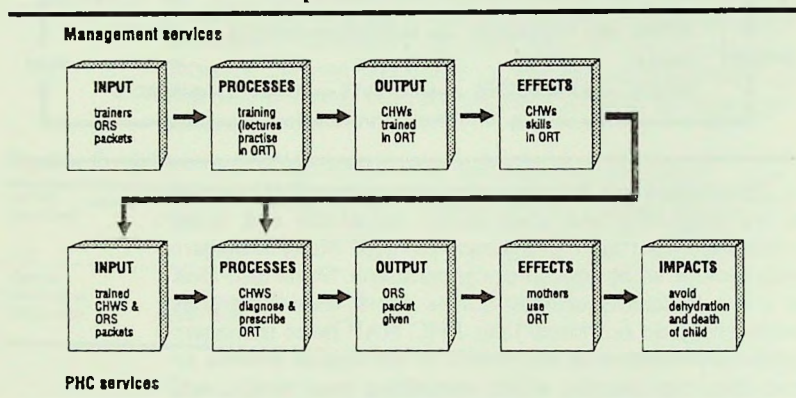 Management services
INPUT
trainers
ORS
packets
PROCESSES
training
(lectures
practise
in ORT)
OUTPUT
CHWs
trained
in ORT
EFFECTS
CHWs
skills
in ORT
INPUT
trained
CHWS &
ORS
packets
PROCESSES
CHWS
diagnose &
prescribe
ORT
OUTPUT
ORS
packet
given
EFFECTS
mothers
use
ORT
IMPACTS
avoid
dehydration
and death
of child
PHC services